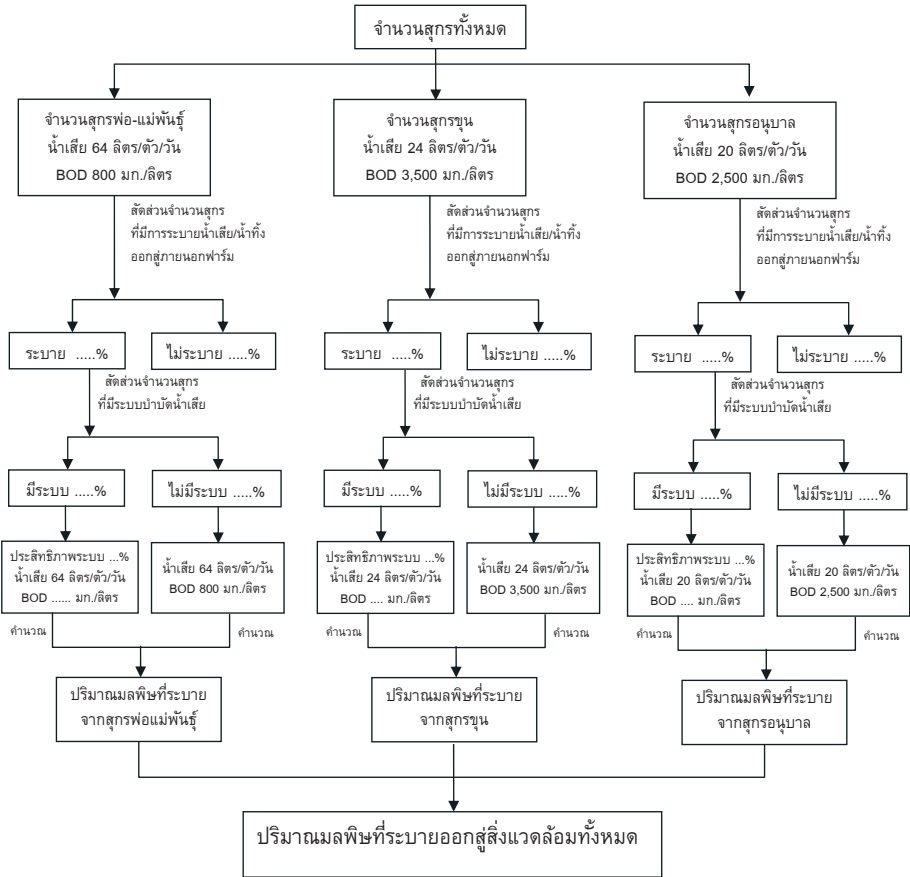 จำนวนสุกรทั้งหมด
จำนวนสุกรพ่อ-แม่พันธุ์
น้ำเสีย 64 ลิตร/ตัว/วัน
BOD 800 มก./ลิตร
จำนวนสุกรขุน
น้ำเสีย 24 ลิตร/ตัว/วัน
BOD 3,500 มก./ลิตร
จำนวนสุกรอนุบาล
น้ำเสีย 20 ลิตร/ตัว/วัน
BOD 2,500 มก./ลิตร
สัดส่วนจำนวนสุกร
ที่มีการระบายน้ำเสีย/น้ำทิ้ง
ออกสู่ภายนอกฟาร์ม
สัดส่วนจำนวนสุกร
ที่มีการระบายน้ำเสีย/น้ำทิ้ง
ออกสู่ภายนอกฟาร์ม
สัดส่วนจำนวนสุกร
ที่มีการระบายน้ำเสีย/น้ำทิ้ง
ออกสู่ภายนอกฟาร์ม
ระบาย .....%
ไม่ระบาย .....%
ระบาย .....%
ไม่ระบาย .....%
ระบาย .....%
ไม่ระบาย .....%
สัดส่วนจำนวนสุกร
ที่มีระบบบำบัดน้ำเสีย
สัดส่วนจำนวนสุกร
ที่มีระบบบำบัดน้ำเสีย
สัดส่วนจำนวนสุกร
ที่มีระบบบำบัดน้ำเสีย
มีระบบ .....%
ไม่มีระบบ .....%
มีระบบ .....%
ไม่มีระบบ .....%
มีระบบ .....%
ไม่มีระบบ .....%
ประสิทธิภาพระบบ ...%
น้ำเสีย 64 ลิตร/ตัว/วัน
BOD ...... มก./ลิตร
น้ำเสีย 64 ลิตร/ตัว/วัน
BOD 800 มก./ลิตร
ประสิทธิภาพระบบ ...%
น้ำเสีย 24 ลิตร/ตัว/วัน
BOD .... มก./ลิตร
น้ำเสีย 24 ลิตร/ตัว/วัน
BOD 3,500 มก./ลิตร
ประสิทธิภาพระบบ ...%
น้ำเสีย 20 ลิตร/ตัว/วัน
BOD .... มก./ลิตร
น้ำเสีย 20 ลิตร/ตัว/วัน
BOD 2,500 มก./ลิตร
คำนวณ
คำนวณ
คำนวณ
คำนวณ
คำนวณ
คำนวณ
ปริมาณมลพิษที่ระบาย
จากสุกรพ่อแม่พันธุ์
ปริมาณมลพิษที่ระบาย
จากสุกรขุน
ปริมาณมลพิษที่ระบาย
จากสุกรอนุบาล
ปริมาณมลพิษที่ระบายออกสู่สิ่งแวดล้อมทั้งหมด